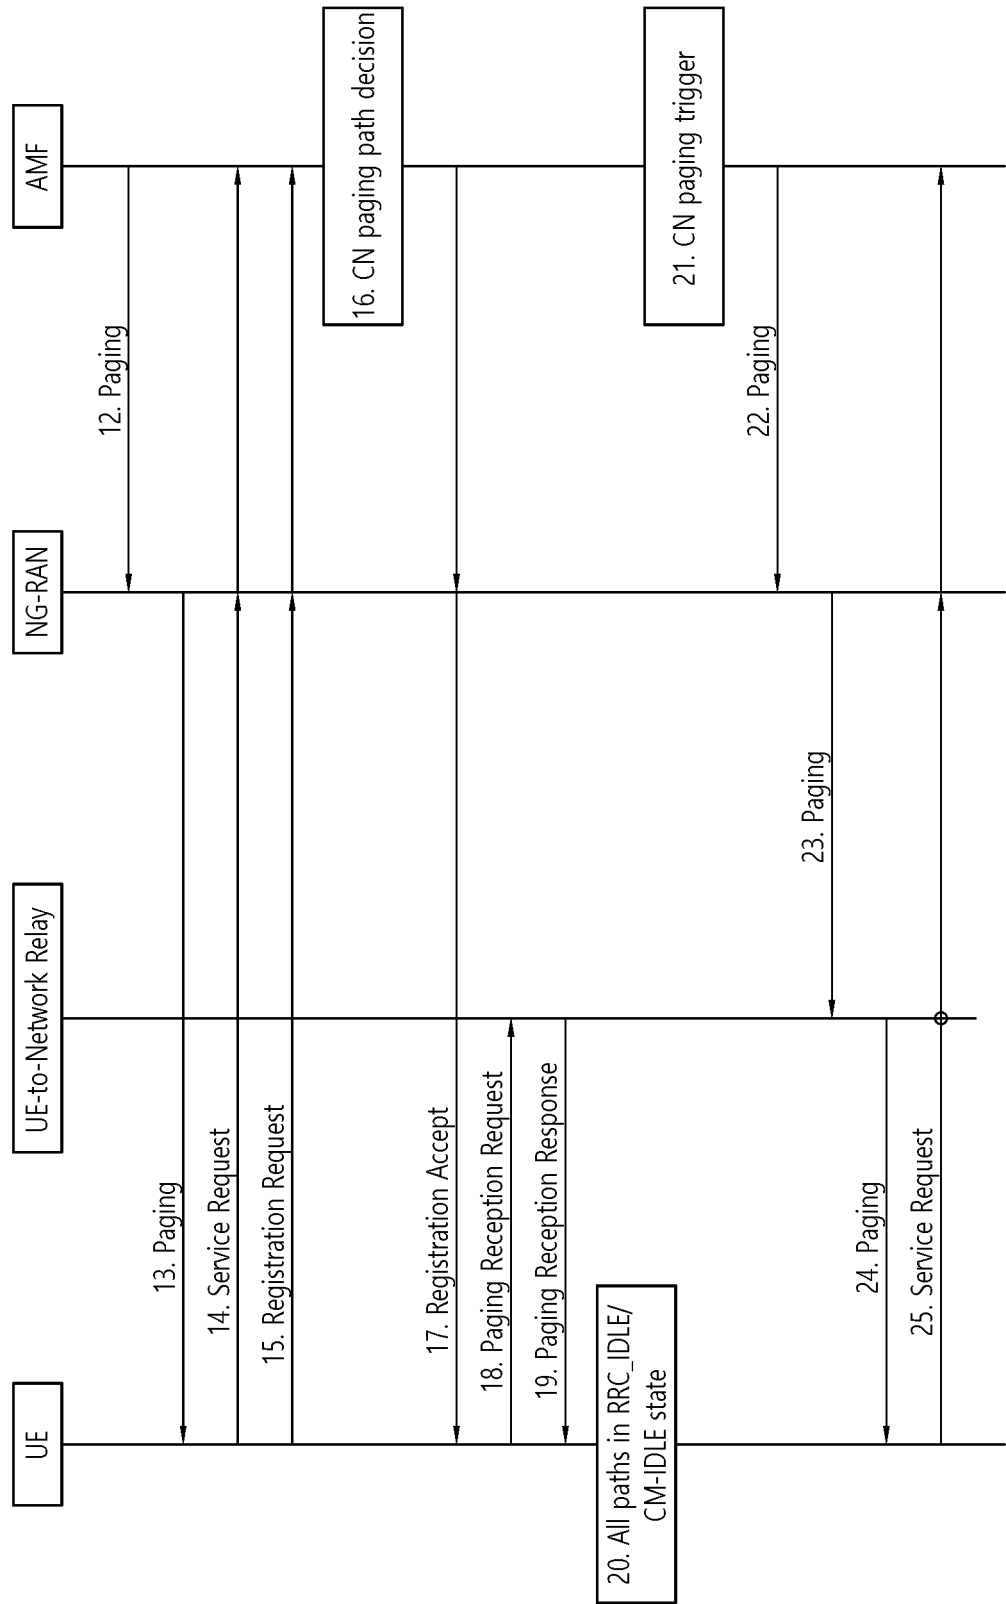 UE
UE-to-Network Relay
NG-RAN
AMF
12. Paging
13. Paging
14. Service Request
15. Registration Request
16. CN paging path decision
17. Registration Accept
18. Paging Reception Request
19. Paging Reception Response
20. All paths in RRC_IDLE/
CM-IDLE state
21. CN paging trigger
22. Paging
23. Paging
24. Paging
25. Service Request